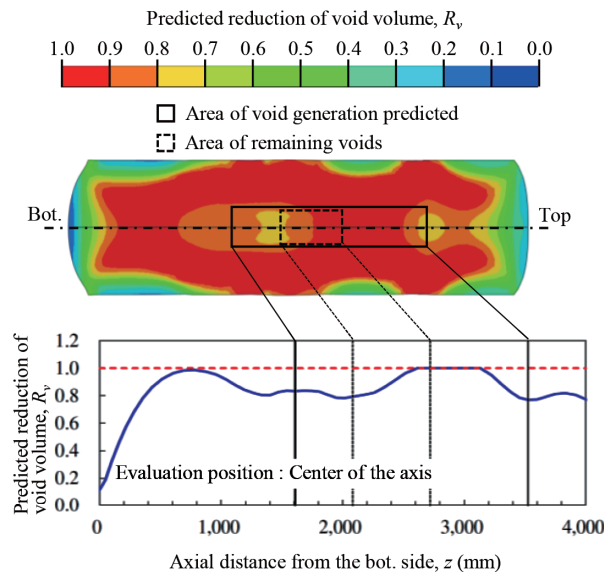 Predicted reduction of void volume, Rv
1.0 0.9 0.8 0.7 0.6 0.5 0.4 0.3 0.2 0.1 0.0
Area of void generation predicted
Area of remaining voids
Bot.
Top
Predicted reduction of
void volume, Rv
1.2
1.0
0.8
0.6
0.4
0.2
0.0
Evaluation position : Center of the axis
0 1,000 2,000 3,000 4,000
Axial distance from the bot. side, z (mm)